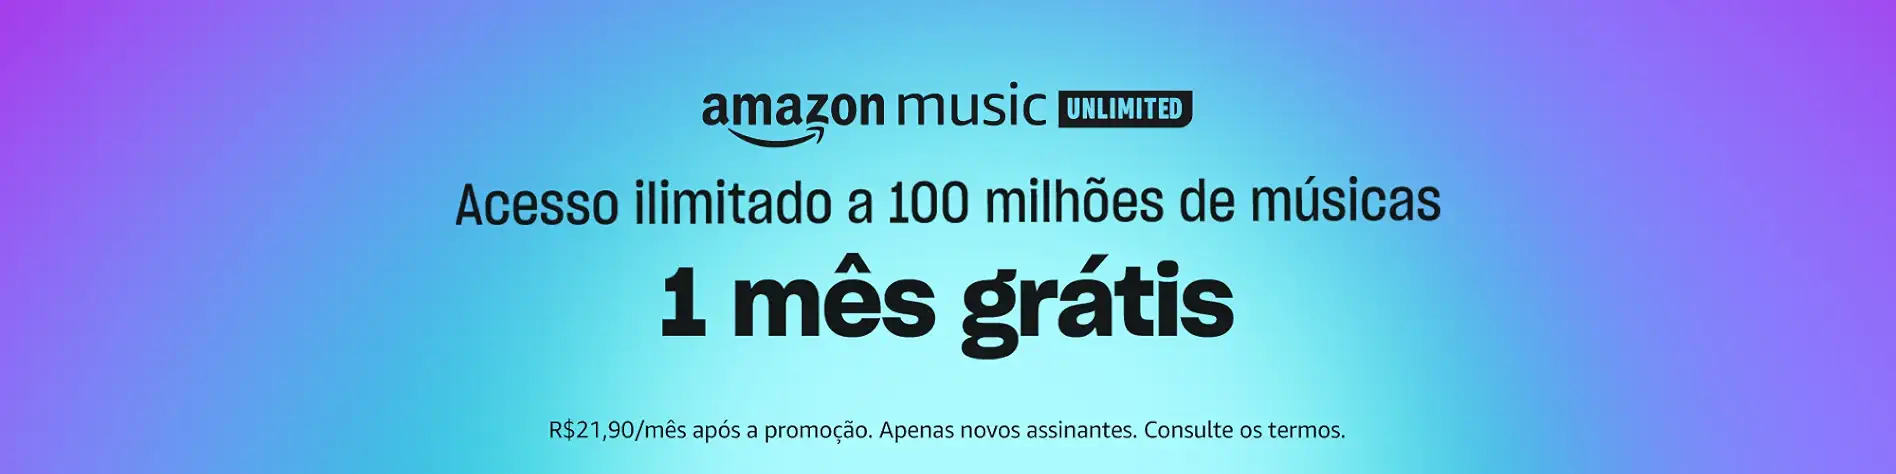 amazon music UNLIMITED
Acesso ilimitado a 100 milhões de músicas
1 mês grátis
R$21,90/mês após a promoção. Apenas novos assinantes. Consulte os termos.